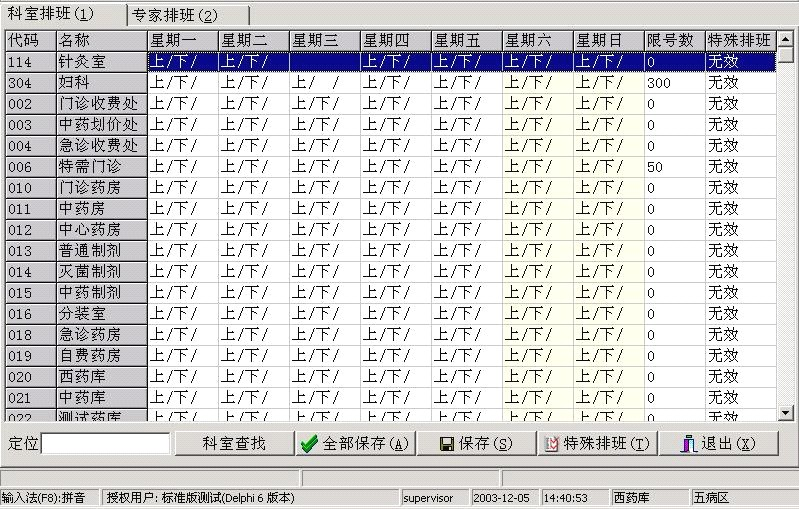 科室排班(1) 专家排班(2)
代码 名称 星期一 星期二 星期三 星期四 星期五 星期六 星期日 限号数 特殊排班
114 针灸室 上/下/ 上/下/ 上/下/ 上/下/ 上/下/ 上/下/ 0 无效
304 妇科 上/下/ 上/下/ 上/ / 上/下/ 上/下/ 上/下/ 上/下/ 300 无效
002 门诊收费处 上/下/ 上/下/ 上/下/ 上/下/ 上/下/ 上/下/ 上/下/ 0 无效
003 中药划价处 上/下/ 上/下/ 上/下/ 上/下/ 上/下/ 上/下/ 上/下/ 0 无效
004 急诊收费处 上/下/ 上/下/ 上/下/ 上/下/ 上/下/ 上/下/ 上/下/ 0 无效
006 特需门诊 上/下/ 上/下/ 上/下/ 上/下/ 上/下/ 上/下/ 上/下/ 50 无效
010 门诊药房 上/下/ 上/下/ 上/下/ 上/下/ 上/下/ 上/下/ 上/下/ 0 无效
011 中药房 上/下/ 上/下/ 上/下/ 上/下/ 上/下/ 上/下/ 上/下/ 0 无效
012 中心药房 上/下/ 上/下/ 上/下/ 上/下/ 上/下/ 上/下/ 上/下/ 0 无效
013 普通制剂 上/下/ 上/下/ 上/下/ 上/下/ 上/下/ 上/下/ 上/下/ 0 无效
014 灭菌制剂 上/下/ 上/下/ 上/下/ 上/下/ 上/下/ 上/下/ 上/下/ 0 无效
015 中药制剂 上/下/ 上/下/ 上/下/ 上/下/ 上/下/ 上/下/ 上/下/ 0 无效
016 分装室 上/下/ 上/下/ 上/下/ 上/下/ 上/下/ 上/下/ 上/下/ 0 无效
018 急诊药房 上/下/ 上/下/ 上/下/ 上/下/ 上/下/ 上/下/ 上/下/ 0 无效
019 自费药房 上/下/ 上/下/ 上/下/ 上/下/ 上/下/ 上/下/ 上/下/ 0 无效
020 西药库 上/下/ 上/下/ 上/下/ 上/下/ 上/下/ 上/下/ 上/下/ 0 无效
021 中药库 上/下/ 上/下/ 上/下/ 上/下/ 上/下/ 上/下/ 上/下/ 0 无效
022 测试药库 上/下/ 上/下/ 上/下/ 上/下/ 上/下/ 上/下/ 上/下/ 0 无效
定位 科室查找 全部保存(A) 保存(S) 特殊排班(T) 退出(X)
输入法(F8):拼音 授权用户: 标准版测试(Delphi 6 版本) supervisor 2003-12-05 14:40:53 西药库 五病区